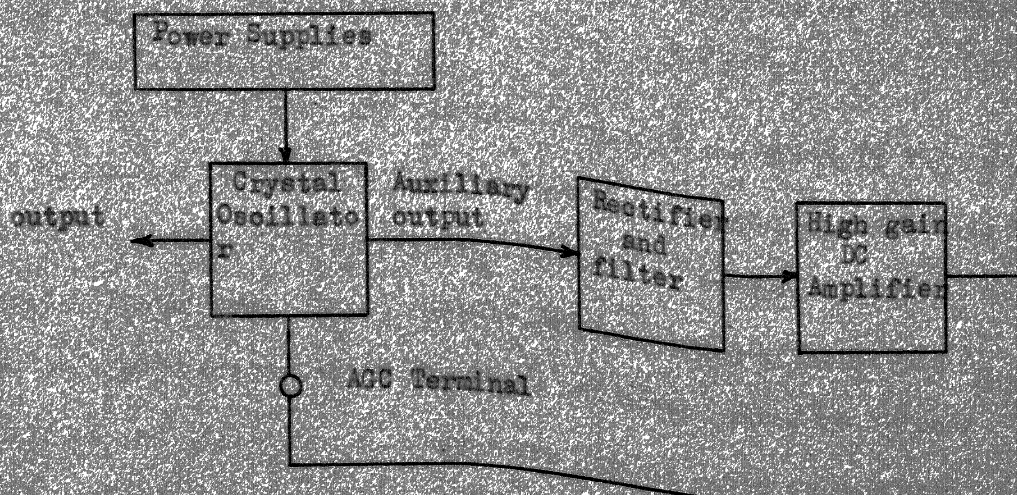 Power Supplies
Crystal
Oscillato
r
output
Auxiliary
output
Rectifier
and
filter
High gain
DC
Amplifier
AGC Terminal